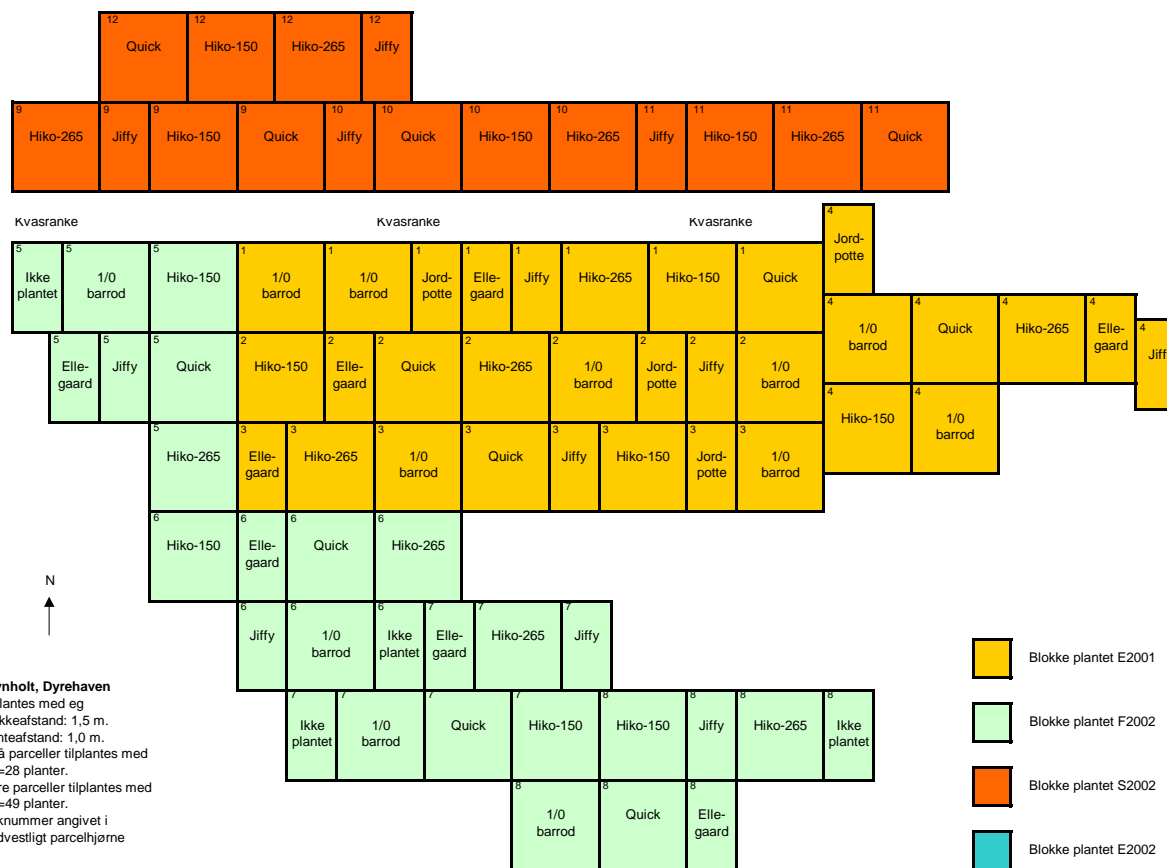 12 12 12 12
Quick Hiko-150 Hiko-265 Jiffy
9 9 9 9 10 10 10 10 11 11 11 11
Hiko-265 Jiffy Hiko-150 Quick Jiffy Quick Hiko-150 Hiko-265 Jiffy Hiko-150 Hiko-265 Quick
Kvasranke Kvasranke Kvasranke
4
Jord-
potte
5 5 5 1 1 1 1 1 1 1 1
Ikke 1/0 Hiko-150 1/0 1/0 Jord- Elle- Jiffy Hiko-265 Hiko-150 Quick
plantet barrod barrod barrod potte gaard
4 4 4 4 4
1/0 Quick Hiko-265 Elle- Jiff
barrod gaard
5 5 5 2 2 2 2 2 2 2 2
Elle- Jiffy Quick Hiko-150 Elle- Quick Hiko-265 1/0 Jord- Jiffy 1/0
gaard gaard barrod potte barrod
4 4
Hiko-150 1/0
barrod
5 3 3 3 3 3 3 3 3
Hiko-265 Elle- Hiko-265 1/0 Quick Jiffy Hiko-150 Jord- 1/0
gaard barrod potte barrod
6 6 6 6
Hiko-150 Elle- Quick Hiko-265
gaard
N
6 6 6 7 7 7
Jiffy 1/0 Ikke Elle- Hiko-265 Jiffy
barrod plantet gaard
7 7 7 7 8 8 8 8
Ikke 1/0 Quick Hiko-150 Hiko-150 Jiffy Hiko-265 Ikke
plantet barrod plantet
8 8 8
1/0 Quick Elle-
barrod gaard
nholt, Dyrehaven
lantes med eg
kkeafstand: 1,5 m.
nteafstand: 1,0 m.
å parceller tilplantes med
=28 planter.
re parceller tilplantes med
=49 planter.
knummer angivet i
dvestligt parcelhjørne
Blokke plantet E2001
Blokke plantet F2002
Blokke plantet S2002
Blokke plantet E2002